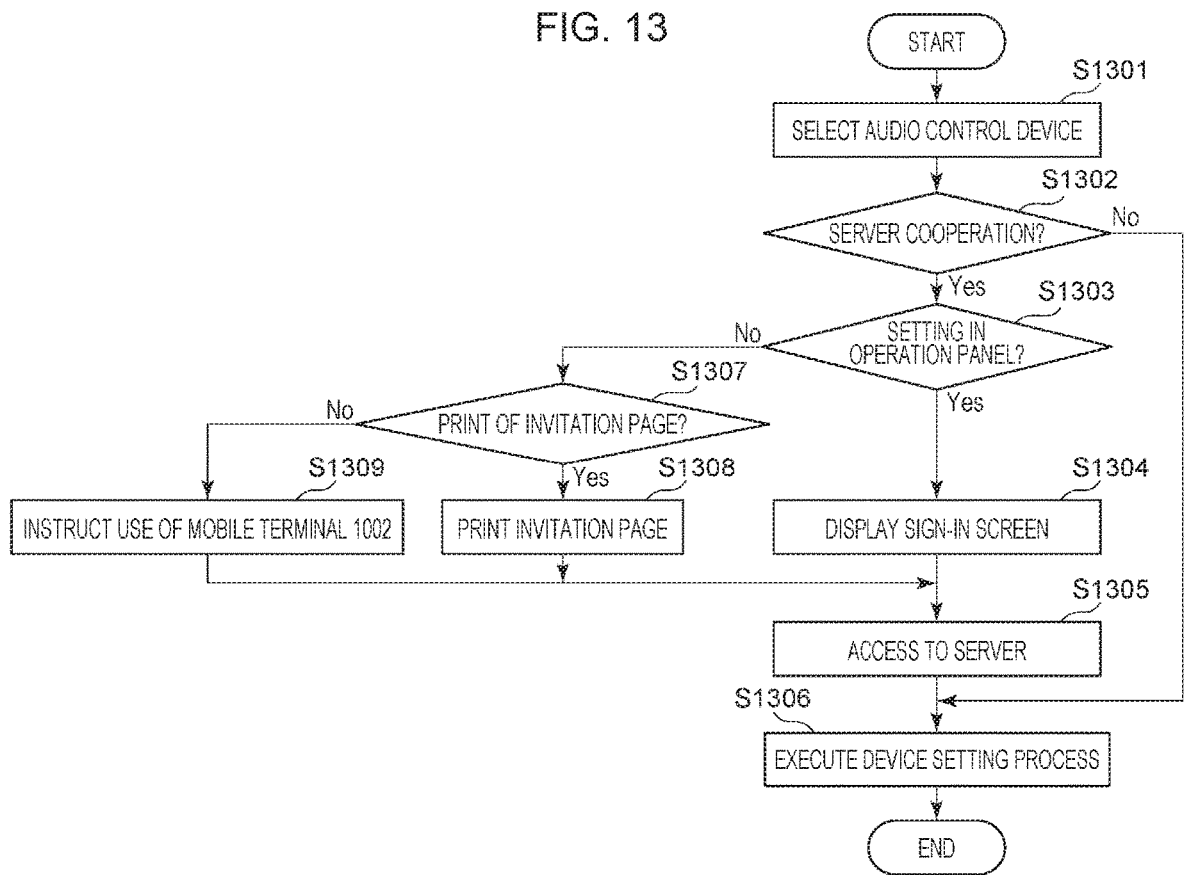 FIG. 13
START
S1301
SELECT AUDIO CONTROL DEVICE
S1302
SERVER COOPERATION?
No
Yes
S1303
SETTING IN
OPERATION PANEL?
No
Yes
S1307
PRINT OF INVITATION PAGE?
No
Yes
S1309
INSTRUCT USE OF MOBILE TERMINAL 1002
S1308
PRINT INVITATION PAGE
S1304
DISPLAY SIGN-IN SCREEN
S1305
ACCESS TO SERVER
S1306
EXECUTE DEVICE SETTING PROCESS
END